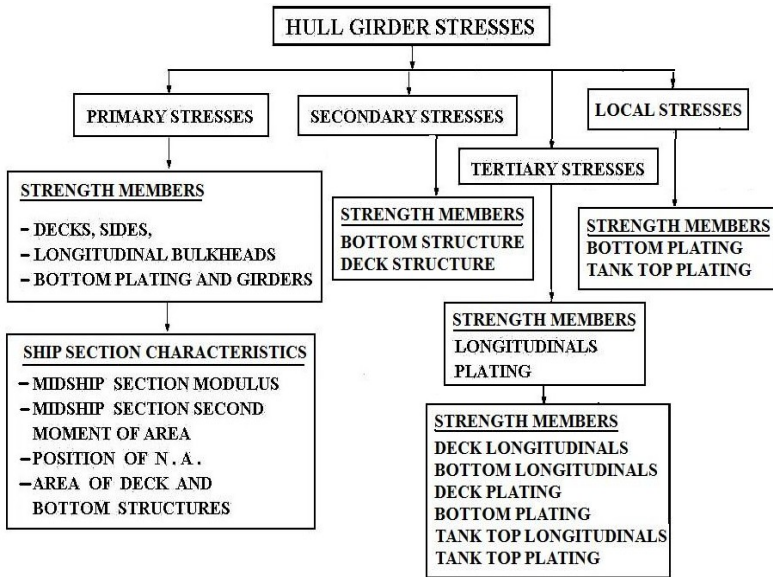 HULL GIRDER STRESSES
PRIMARY STRESSES
SECONDARY STRESSES
LOCAL STRESSES
TERTIARY STRESSES
STRENGTH MEMBERS
– DECKS, SIDES,
– LONGITUDINAL BULKHEADS
– BOTTOM PLATING AND GIRDERS
STRENGTH MEMBERS
BOTTOM STRUCTURE
DECK STRUCTURE
STRENGTH MEMBERS
BOTTOM PLATING
TANK TOP PLATING
STRENGTH MEMBERS
LONGITUDINALS
PLATING
SHIP SECTION CHARACTERISTICS
– MIDSHIP SECTION MODULUS
– MIDSHIP SECTION SECOND
MOMENT OF AREA
– POSITION OF N . A .
– AREA OF DECK AND
BOTTOM STRUCTURES
STRENGTH MEMBERS
DECK LONGITUDINALS
BOTTOM LONGITUDINALS
DECK PLATING
BOTTOM PLATING
TANK TOP LONGITUDINALS
TANK TOP PLATING